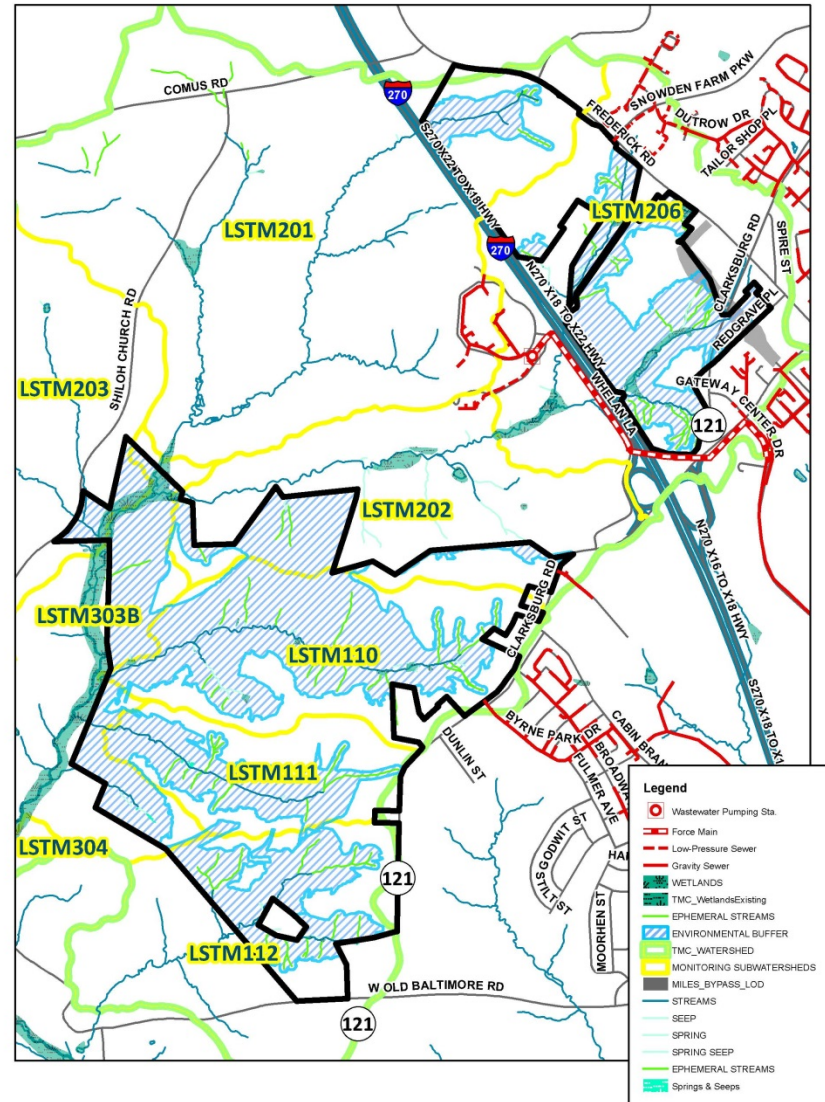 COMUS RD
270
SNOWDEN FARM PKW
FREDERICK RD
DUTROW DR
TAILOR SHOP PL
S270 X22 TO X18 HWY
LSTM206
LSTM201
270
CLARKSBURG RD
SPIRE ST
N270 X18 TO X22 HWY
REDGRAVE PL
SHILOH CHURCH RD
WHELAN LA
LSTM203
GATEWAY CENTER DR
121
LSTM202
N270 X16 TO X18 HWY
LSTM303B
CLARKSBURG RD
LSTM110
BYRNE PARK DR
CABIN BRAN
DUNLIN ST
BROADWA
S270 X18 TO X1
LSTM111
FULMER AVE
LSTM304
GODWIT ST
STILT ST
HAR
121
MOORHEN ST
LSTM112
W OLD BALTIMORE RD
121
Legend
Wastewater Pumping Sta.
Force Main
Low-Pressure Sewer
Gravity Sewer
WETLANDS
TMC_WetlandsExisting
EPHEMERAL STREAMS
ENVIRONMENTAL BUFFER
TMC_WATERSHED
MONITORING SUBWATERSHEDS
MILES_BYPASS_LOD
STREAMS
SEEP
SPRING
SPRING SEEP
EPHEMERAL STREAMS
Springs & Seeps